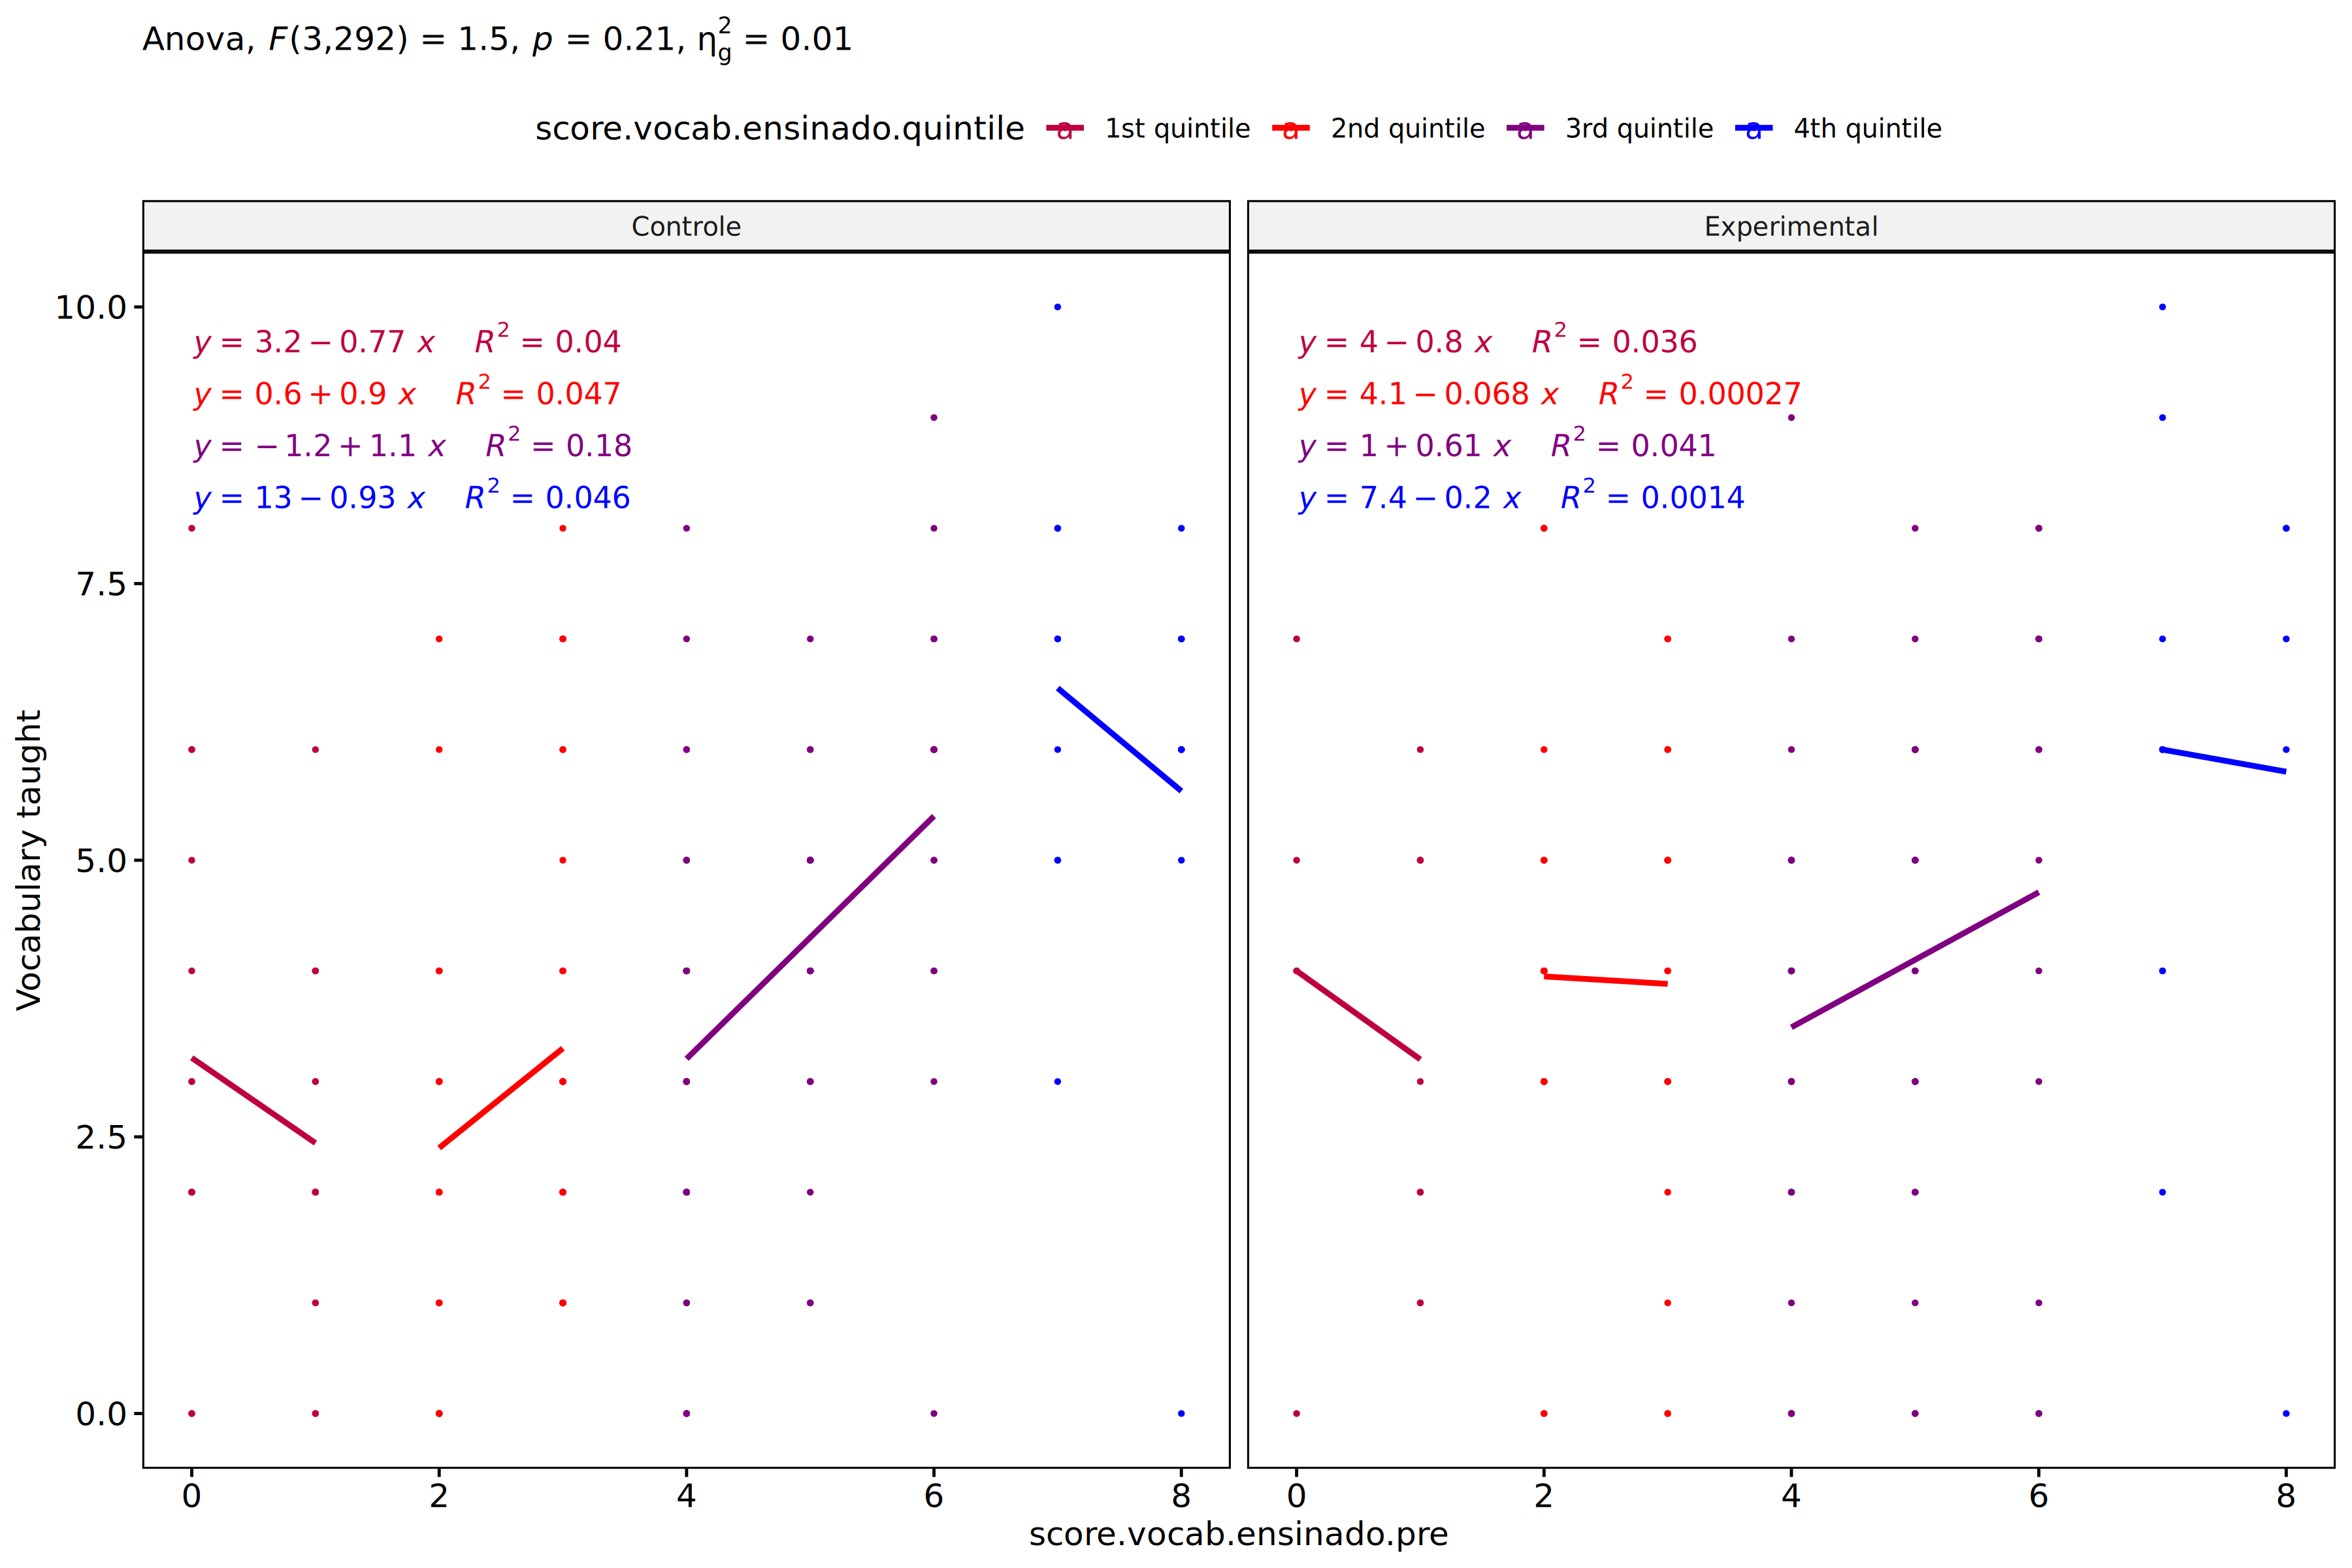 Anova, F(3,292) = 1.5, p = 0.21, η²g = 0.01
score.vocab.ensinado.quintile a 1st quintile a 2nd quintile a 3rd quintile a 4th quintile
Controle
Experimental
y = 3.2 − 0.77 x R² = 0.04
y = 0.6 + 0.9 x R² = 0.047
y = − 1.2 + 1.1 x R² = 0.18
y = 13 − 0.93 x R² = 0.046
y = 4 − 0.8 x R² = 0.036
y = 4.1 − 0.068 x R² = 0.00027
y = 1 + 0.61 x R² = 0.041
y = 7.4 − 0.2 x R² = 0.0014
Vocabulary taught
10.0
7.5
5.0
2.5
0.0
0 2 4 6 8
0 2 4 6 8
score.vocab.ensinado.pre